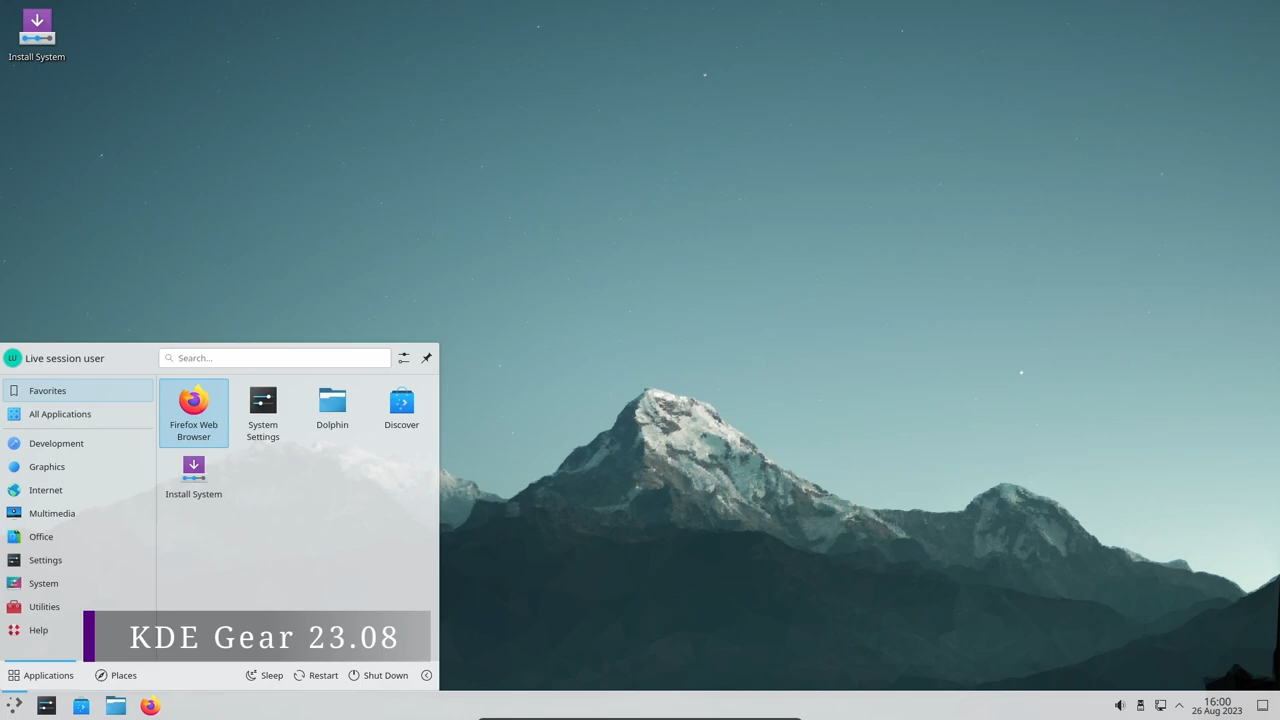 Install System
LU
Live session user
Search...
Favorites
All Applications
Development
Graphics
Internet
Multimedia
Office
Settings
System
Utilities
Help
Firefox Web
Browser
System
Settings
Dolphin
Discover
Install System
KDE Gear 23.08
Applications
Places
Sleep
Restart
Shut Down
16:00
26 Aug 2023